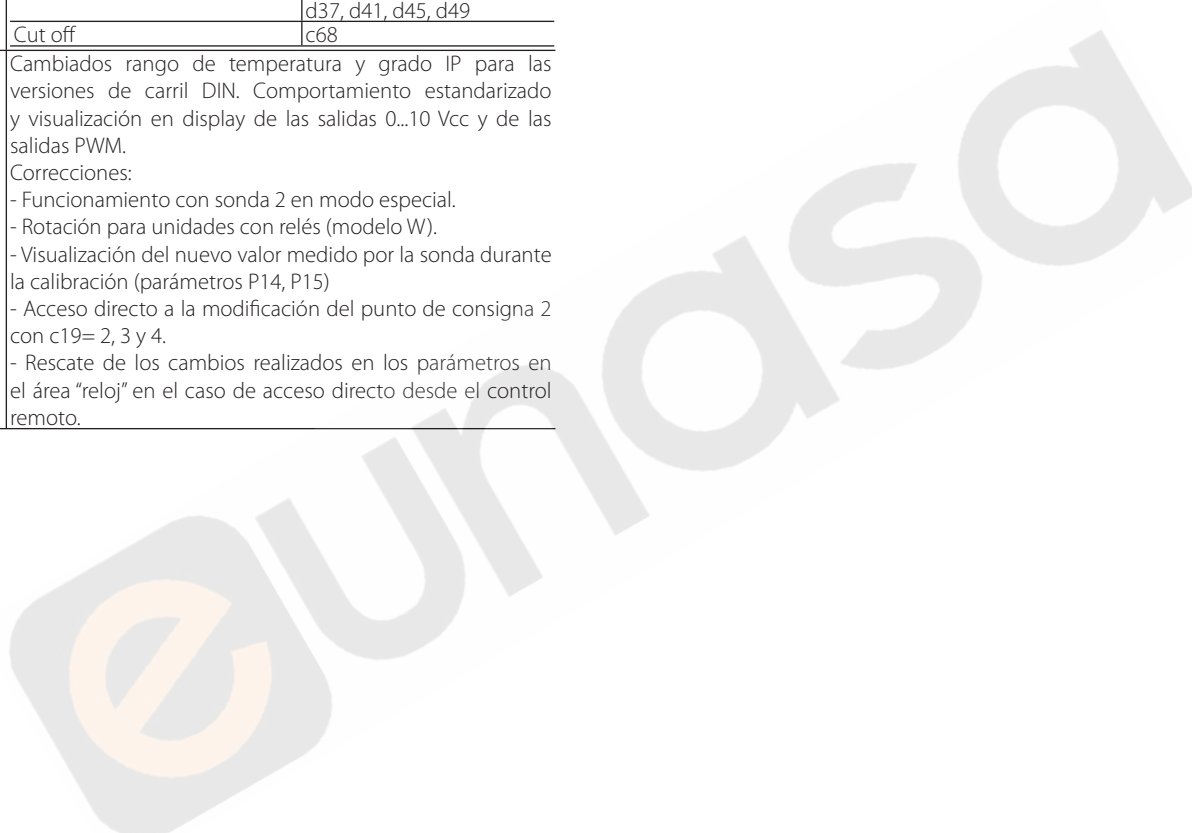 d37, d41, d45, d49
Cut off c68
Cambiados rango de temperatura y grado IP para las
versiones de carril DIN. Comportamiento estandarizado
y visualización en display de las salidas 0...10 Vcc y de las
salidas PWM.
Correcciones:
- Funcionamiento con sonda 2 en modo especial.
- Rotación para unidades con relés (modelo W).
- Visualización del nuevo valor medido por la sonda durante
la calibración (parámetros P14, P15)
- Acceso directo a la modificación del punto de consigna 2
con c19= 2, 3 y 4.
- Rescate de los cambios realizados en los parámetros en
el área “reloj” en el caso de acceso directo desde el control
remoto.
eunasa